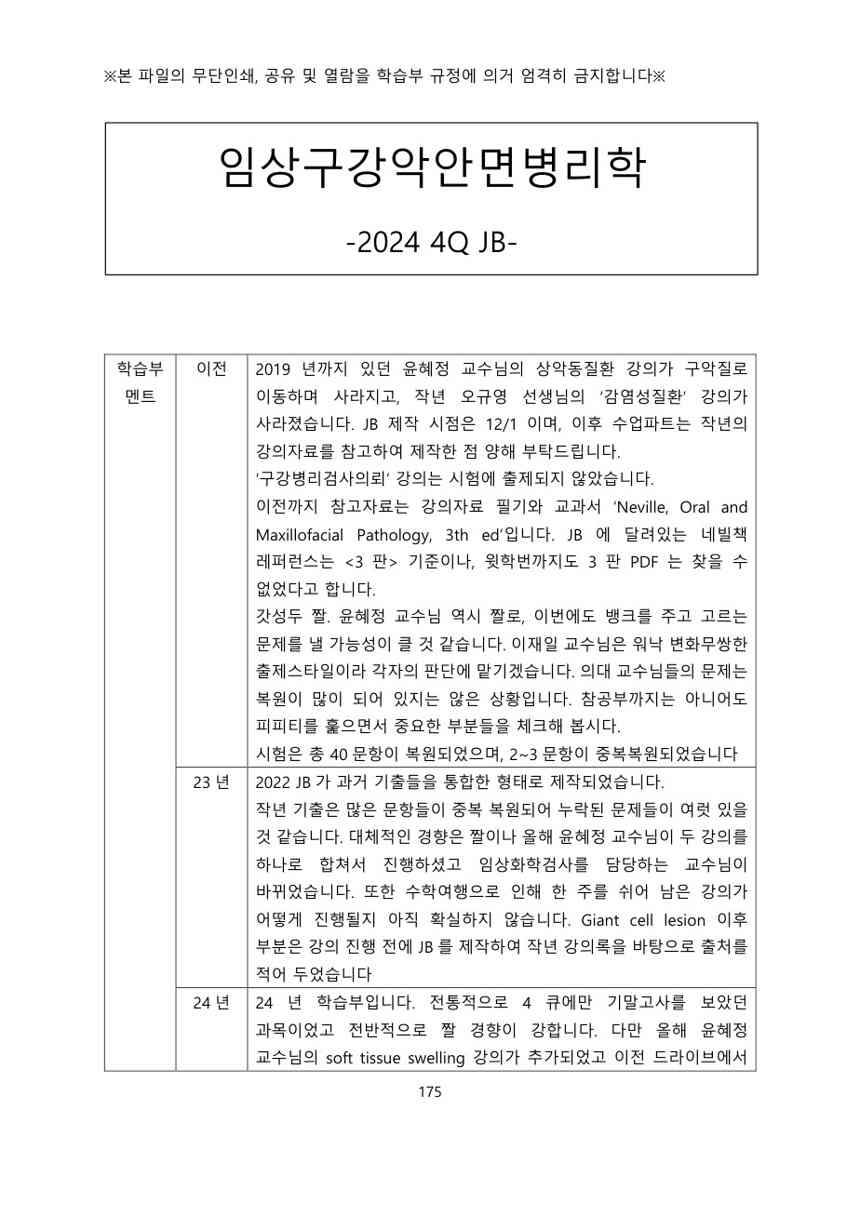 ※본 파일의 무단인쇄, 공유 및 열람을 학습부 규정에 의거 엄격히 금지합니다※
임상구강악안면병리학
-2024 4Q JB-
학습부
멘트
이전
2019 년까지 있던 윤혜정 교수님의 상악동질환 강의가 구악질로
이동하며 사라지고, 작년 오규영 선생님의 ‘감염성질환’ 강의가
사라졌습니다. JB 제작 시점은 12/1 이며, 이후 수업파트는 작년의
강의자료를 참고하여 제작한 점 양해 부탁드립니다.
‘구강병리검사의뢰’ 강의는 시험에 출제되지 않았습니다.
이전까지 참고자료는 강의자료 필기와 교과서 ‘Neville, Oral and
Maxillofacial Pathology, 3th ed’입니다. JB 에 달려있는 네빌책
레퍼런스는 <3 판> 기준이나, 윗학번까지도 3 판 PDF 는 찾을 수
없었다고 합니다.
갓성두 짤. 윤혜정 교수님 역시 짤로, 이번에도 뱅크를 주고 고르는
문제를 낼 가능성이 클 것 같습니다. 이재일 교수님은 워낙 변화무쌍한
출제스타일이라 각자의 판단에 맡기겠습니다. 의대 교수님들의 문제는
복원이 많이 되어 있지는 않은 상황입니다. 참공부까지는 아니어도
피피티를 훑으면서 중요한 부분들을 체크해 봅시다.
시험은 총 40 문항이 복원되었으며, 2~3 문항이 중복복원되었습니다
23 년
2022 JB 가 과거 기출들을 통합한 형태로 제작되었습니다.
작년 기출은 많은 문항들이 중복 복원되어 누락된 문제들이 여럿 있을
것 같습니다. 대체적인 경향은 짤이나 올해 윤혜정 교수님이 두 강의를
하나로 합쳐서 진행하셨고 임상화학검사를 담당하는 교수님이
바뀌었습니다. 또한 수학여행으로 인해 한 주를 쉬어 남은 강의가
어떻게 진행될지 아직 확실하지 않습니다. Giant cell lesion 이후
부분은 강의 진행 전에 JB 를 제작하여 작년 강의록을 바탕으로 출처를
적어 두었습니다
24 년
24 년 학습부입니다. 전통적으로 4 큐에만 기말고사를 보았던
과목이었고 전반적으로 짤 경향이 강합니다. 다만 올해 윤혜정
교수님의 soft tissue swelling 강의가 추가되었고 이전 드라이브에서
175